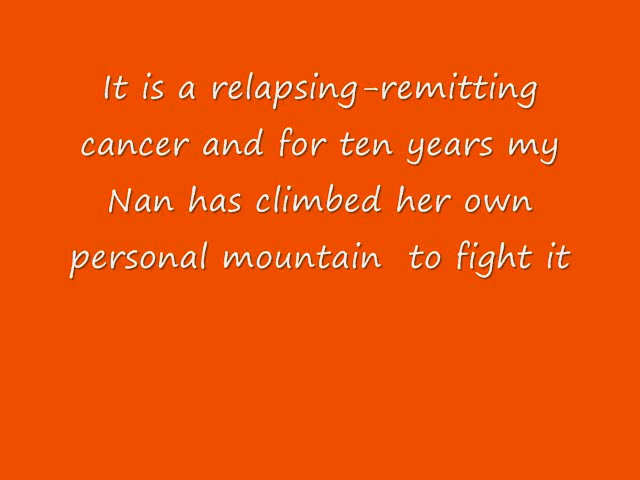 It is a relapsing-remitting
cancer and for ten years my
Nan has climbed her own
personal mountain  to fight it